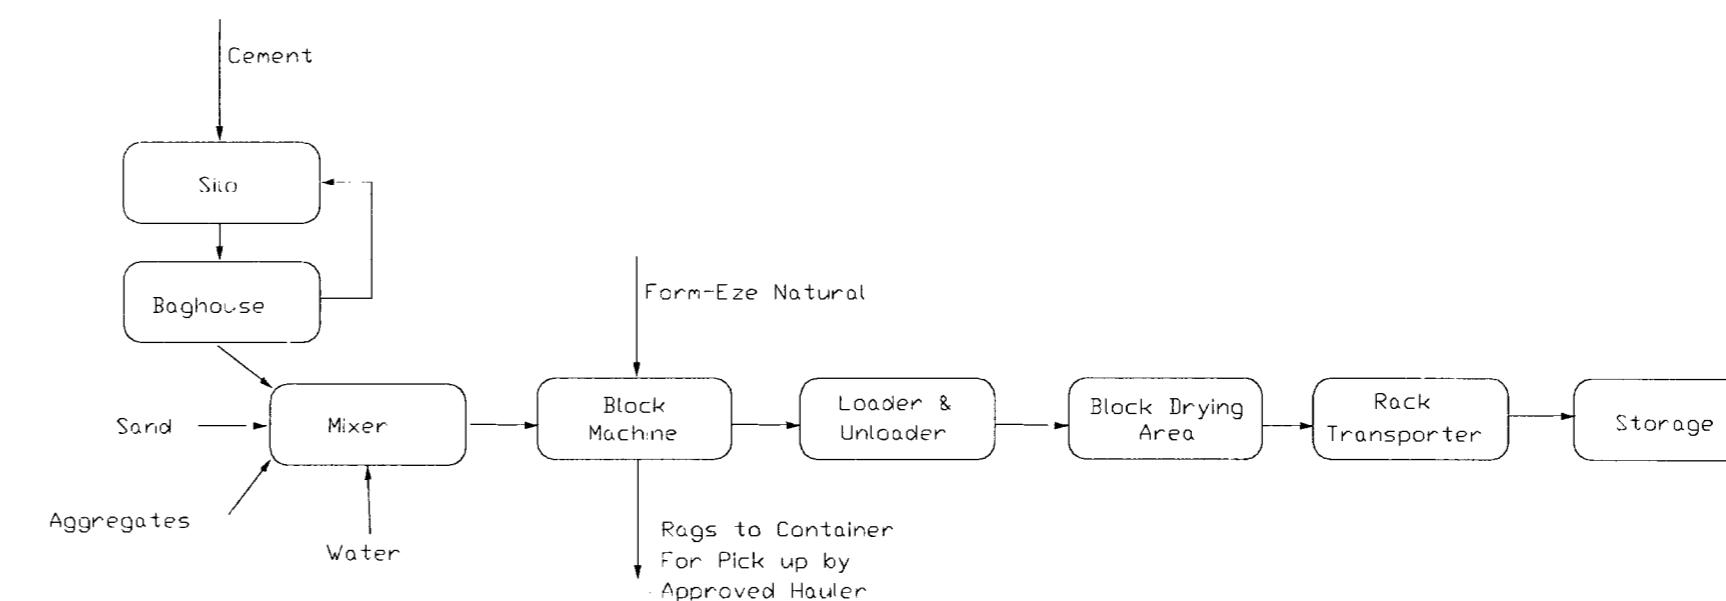 Cement
Silo
Baghouse
Form-Eze Natural
Sand
Mixer
Block
Machine
Loader &
Unloader
Block Drying
Area
Rack
Transporter
Storage
Aggregates
Water
Rags to Container
For Pick up by
Approved Hauler